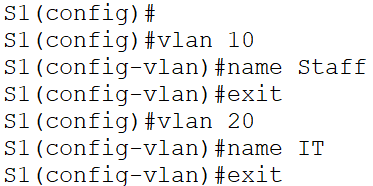 S1(config)#
S1(config)#vlan 10
S1(config-vlan)#name Staff
S1(config-vlan)#exit
S1(config)#vlan 20
S1(config-vlan)#name IT
S1(config-vlan)#exit